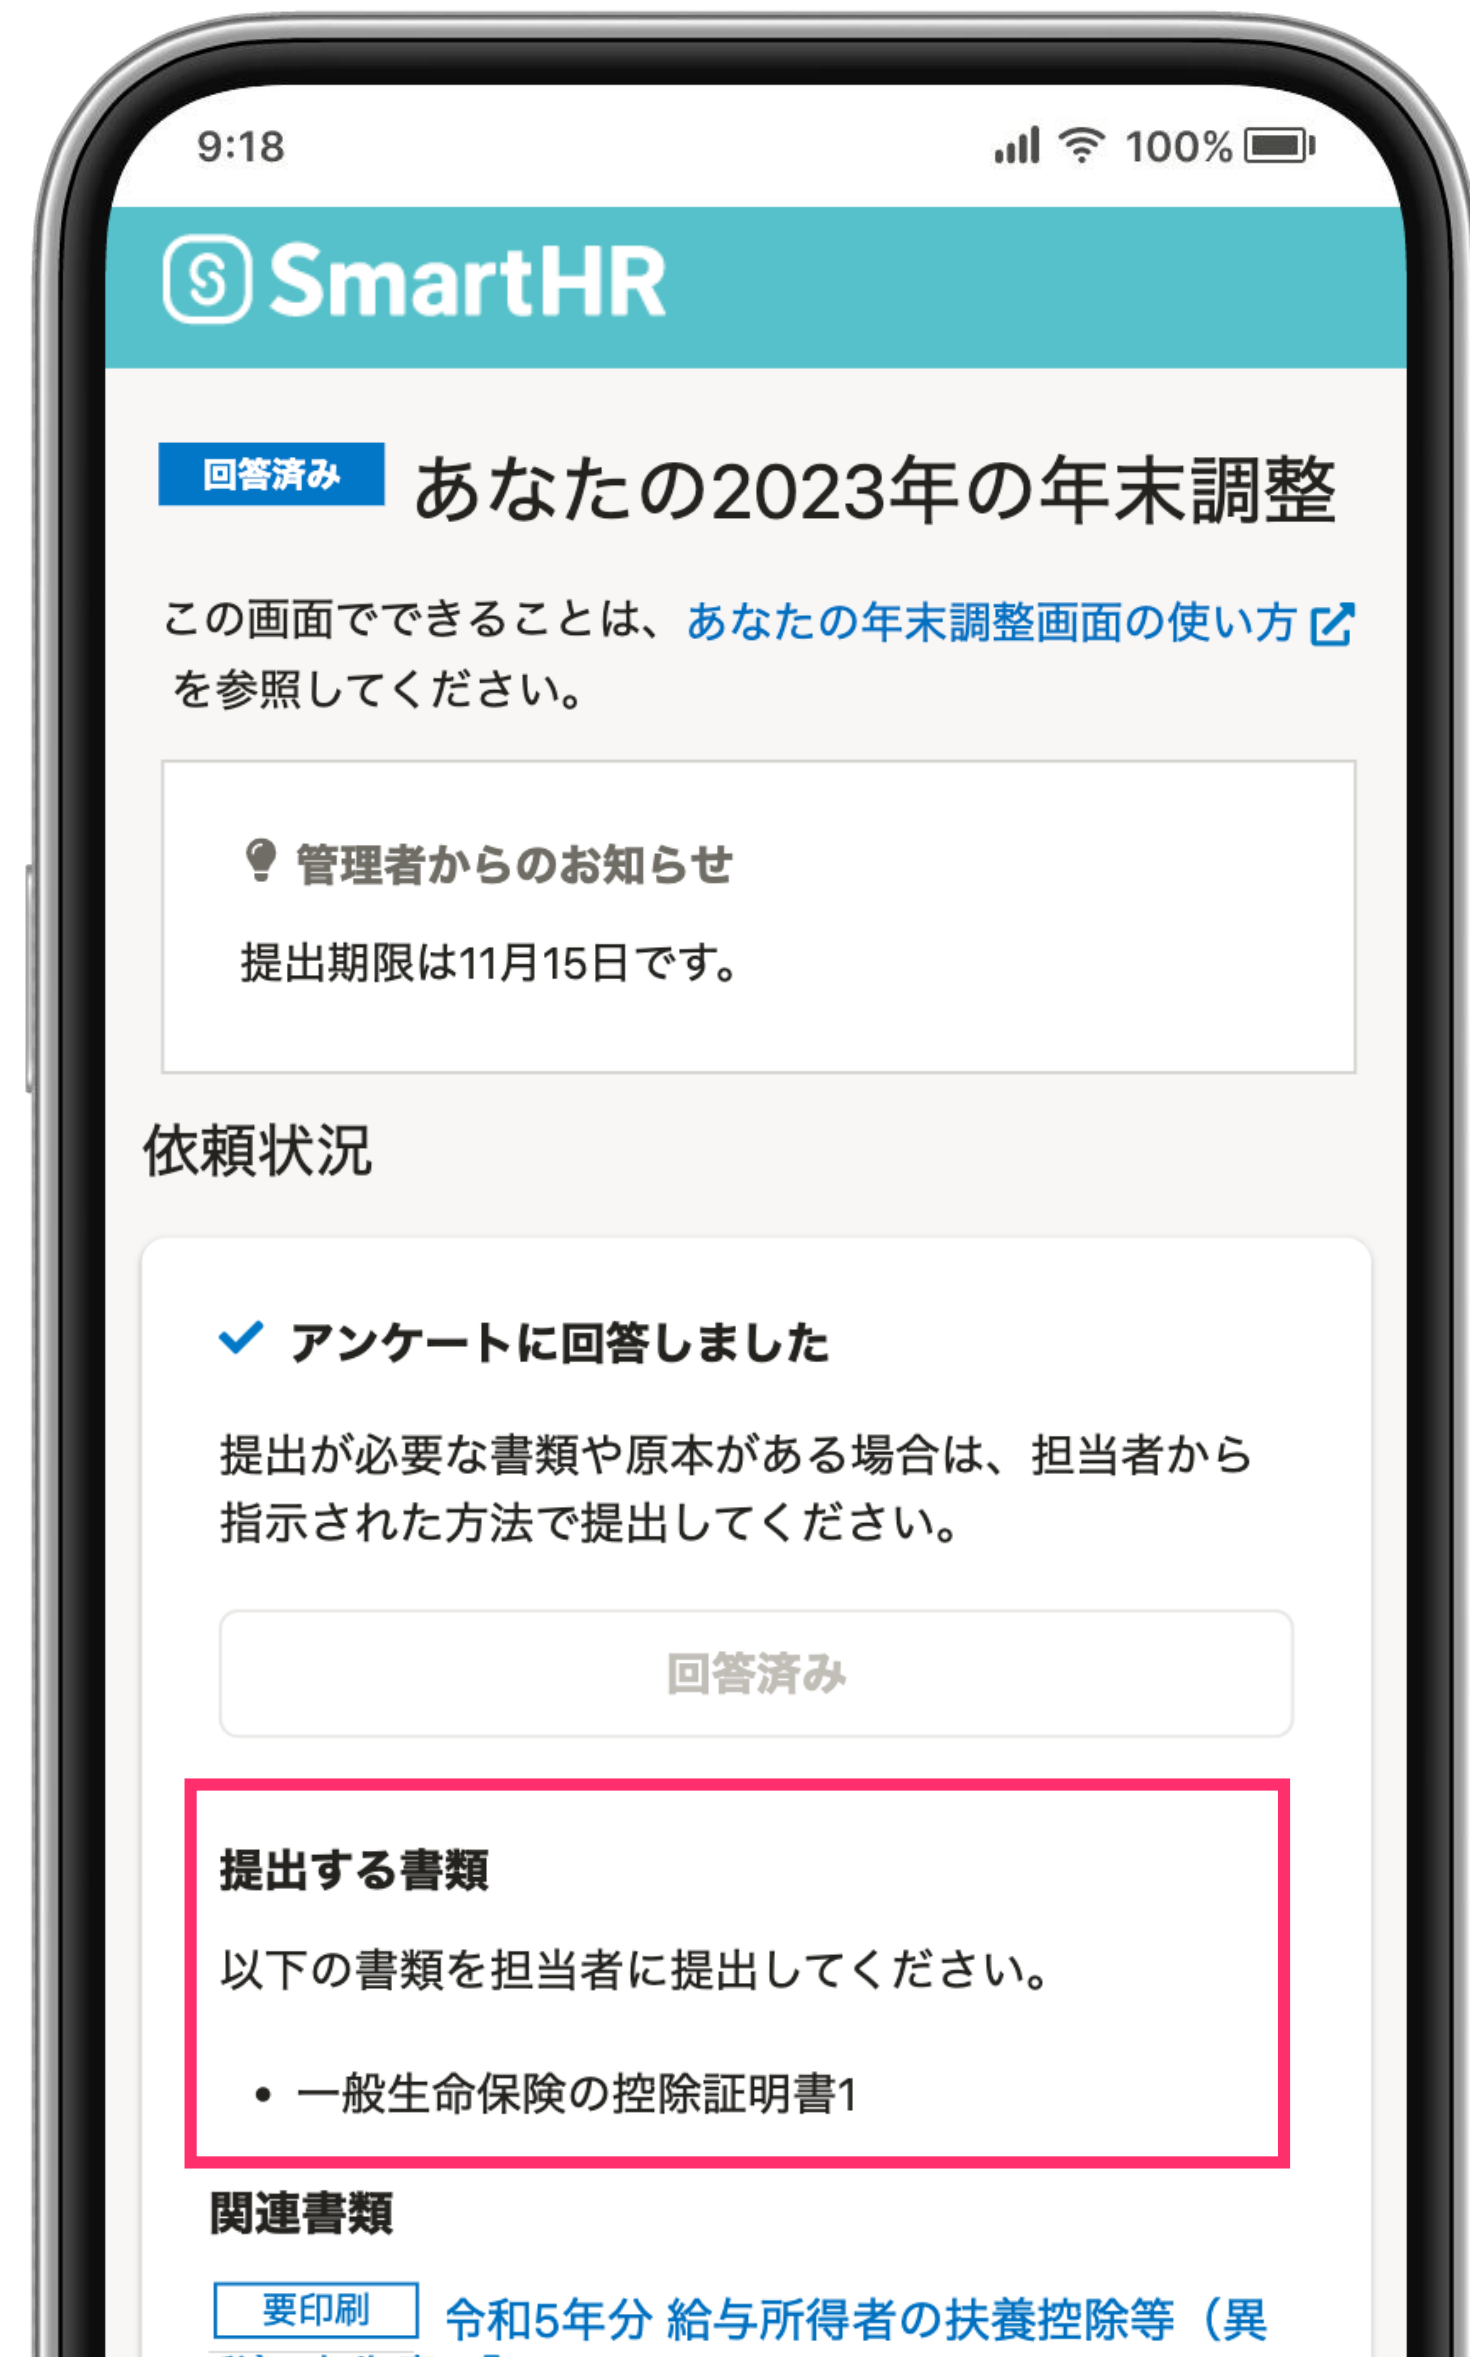 9:18 100%
SmartHR
回答済み あなたの2023年の年末調整
この画面でできることは、あなたの年末調整画面の使い方
を参照してください。
管理者からのお知らせ
提出期限は11月15日です。
依頼状況
アンケートに回答しました
提出が必要な書類や原本がある場合は、担当者から
指示された方法で提出してください。
回答済み
提出する書類
以下の書類を担当者に提出してください。
• 一般生命保険の控除証明書1
関連書類
要印刷 令和5年分 給与所得者の扶養控除等（異